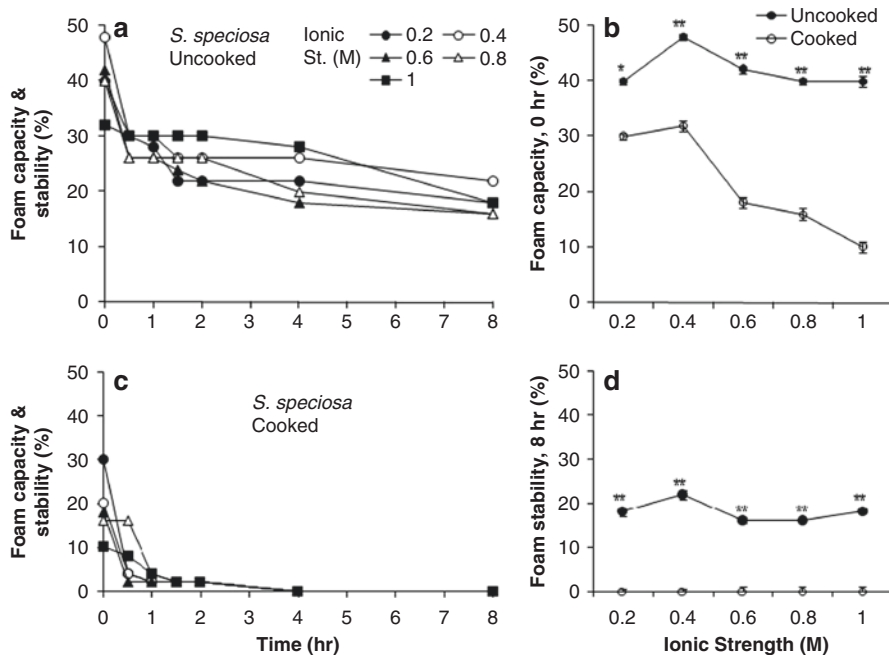 a
S. speciosa
Uncooked
Ionic
St. (M)
0.2
0.4
0.6
0.8
1
Foam capacity &
stability (%)
50
40
30
20
10
0
0 1 2 3 4 5 6 7 8
b
Uncooked
Cooked
* ** ** ** **
Foam capacity, 0 hr (%)
50
40
30
20
10
0
0.2 0.4 0.6 0.8 1
c
S. speciosa
Cooked
Foam capacity &
stability (%)
50
40
30
20
10
0
0 1 2 3 4 5 6 7 8
Time (hr)
d
** ** ** ** **
Foam stability, 8 hr (%)
50
40
30
20
10
0
0.2 0.4 0.6 0.8 1
Ionic Strength (M)